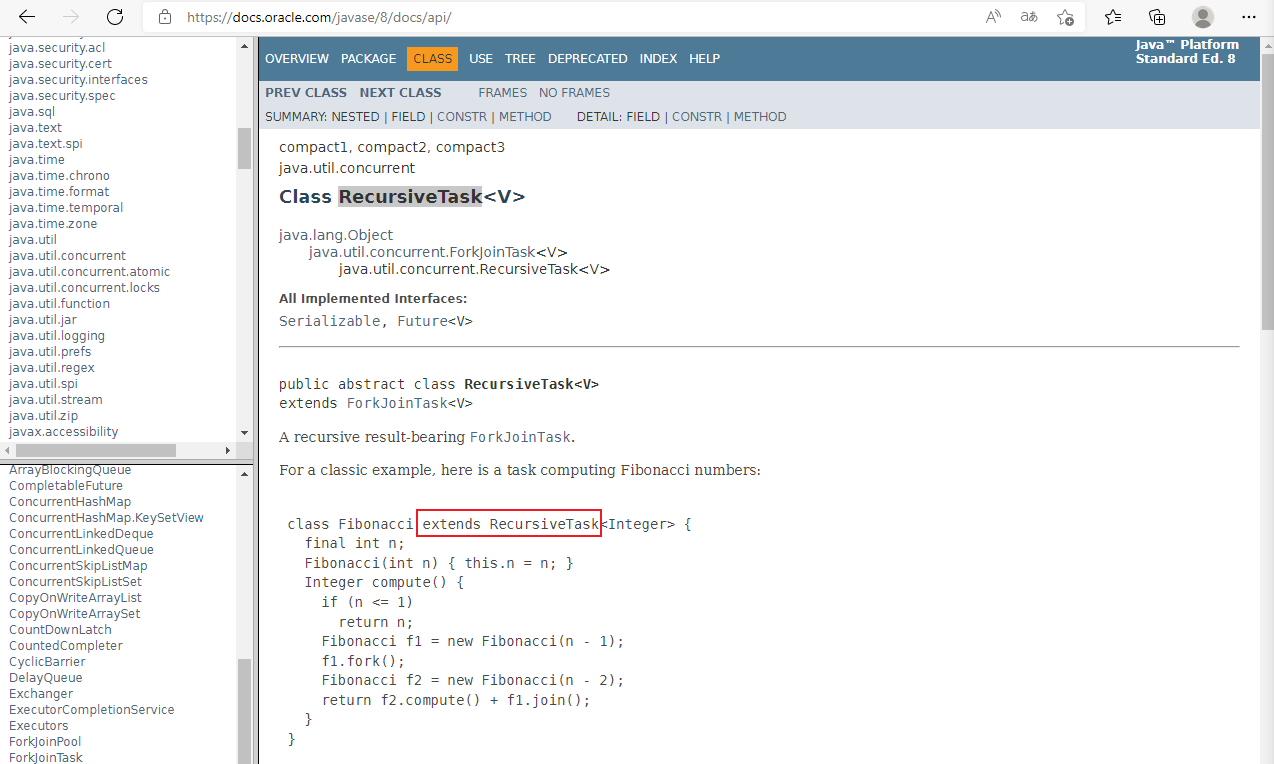 https://docs.oracle.com/javase/8/docs/api/
java.security.acl
java.security.cert
java.security.interfaces
java.security.spec
java.sql
java.text
java.text.spi
java.time
java.time.chrono
java.time.format
java.time.temporal
java.time.zone
java.util
java.util.concurrent
java.util.concurrent.atomic
java.util.concurrent.locks
java.util.function
java.util.jar
java.util.logging
java.util.prefs
java.util.regex
java.util.spi
java.util.stream
java.util.zip
javax.accessibility
ArrayBlockingQueue
CompletableFuture
ConcurrentHashMap
ConcurrentHashMap.KeySetView
ConcurrentLinkedDeque
ConcurrentLinkedQueue
ConcurrentSkipListMap
ConcurrentSkipListSet
CopyOnWriteArrayList
CopyOnWriteArraySet
CountDownLatch
CountedCompleter
CyclicBarrier
DelayQueue
Exchanger
ExecutorCompletionService
Executors
ForkJoinPool
ForkJoinTask
OVERVIEW PACKAGE CLASS USE TREE DEPRECATED INDEX HELP
Java™ Platform
Standard Ed. 8
PREV CLASS NEXT CLASS FRAMES NO FRAMES
SUMMARY: NESTED | FIELD | CONSTR | METHOD DETAIL: FIELD | CONSTR | METHOD
compact1, compact2, compact3
java.util.concurrent
Class RecursiveTask<V>
java.lang.Object
java.util.concurrent.ForkJoinTask<V>
java.util.concurrent.RecursiveTask<V>
All Implemented Interfaces:
Serializable, Future<V>
public abstract class RecursiveTask<V>
extends ForkJoinTask<V>
A recursive result-bearing ForkJoinTask.
For a classic example, here is a task computing Fibonacci numbers:
class Fibonacci extends RecursiveTask<Integer> {
final int n;
Fibonacci(int n) { this.n = n; }
Integer compute() {
if (n <= 1)
return n;
Fibonacci f1 = new Fibonacci(n - 1);
f1.fork();
Fibonacci f2 = new Fibonacci(n - 2);
return f2.compute() + f1.join();
}
}